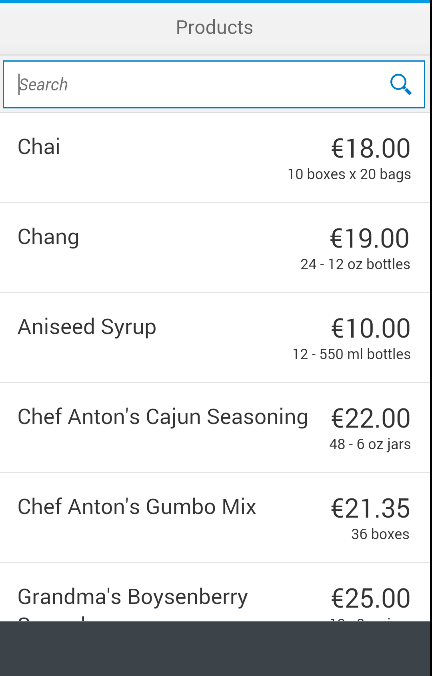 Products
Search
Chai
€18.00
10 boxes x 20 bags
Chang
€19.00
24 - 12 oz bottles
Aniseed Syrup
€10.00
12 - 550 ml bottles
Chef Anton's Cajun Seasoning
€22.00
48 - 6 oz jars
Chef Anton's Gumbo Mix
€21.35
36 boxes
Grandma's Boysenberry
€25.00